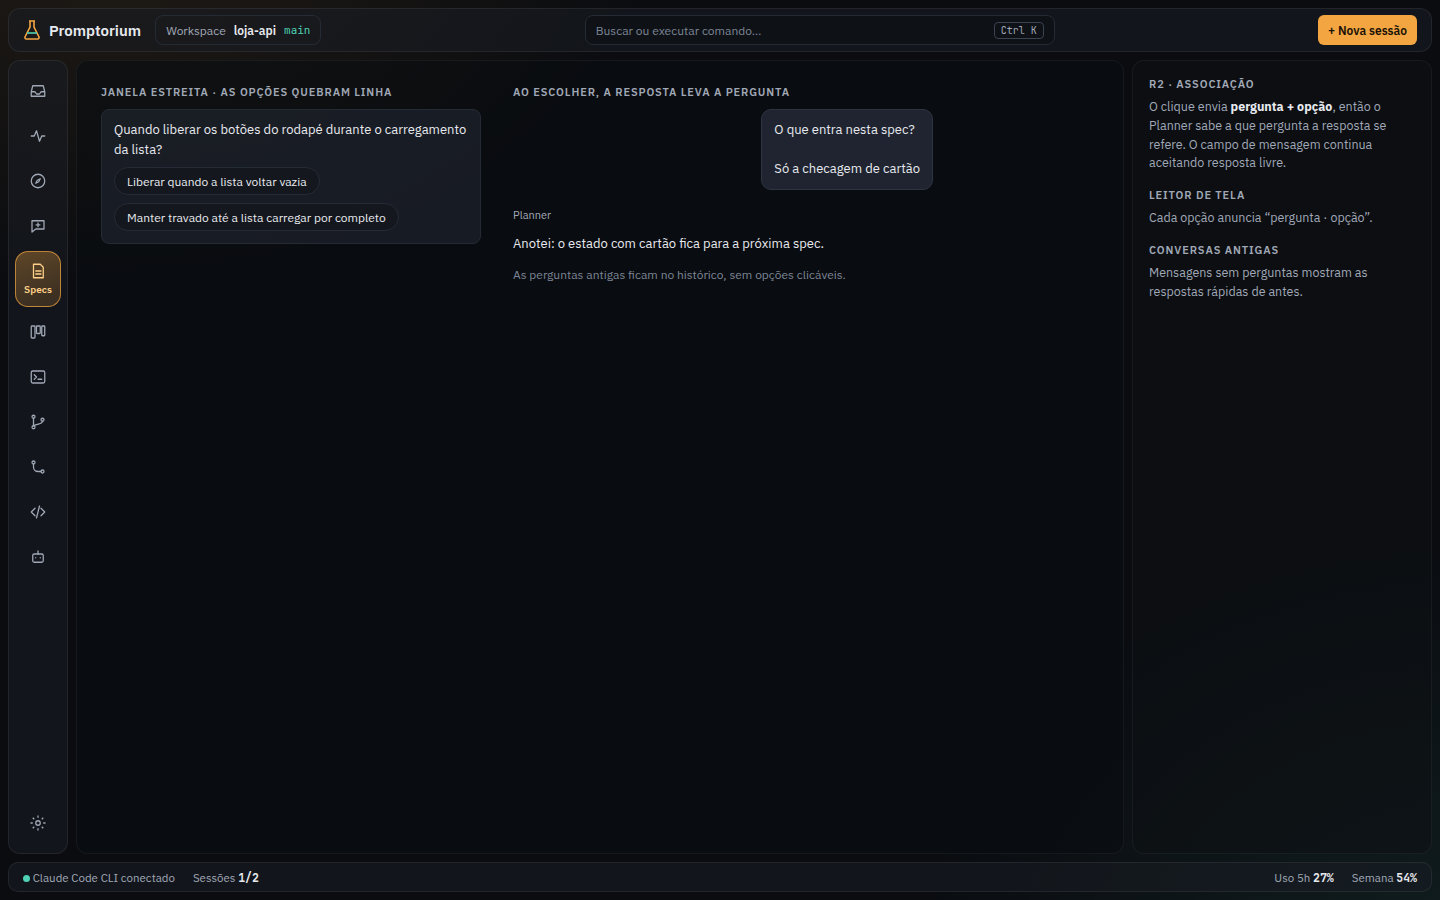 Promptorium
Workspace loja-api main
Buscar ou executar comando...
Ctrl K
+ Nova sessão
Specs
JANELA ESTREITA · AS OPÇÕES QUEBRAM LINHA
Quando liberar os botões do rodapé durante o carregamento
da lista?
Liberar quando a lista voltar vazia
Manter travado até a lista carregar por completo
AO ESCOLHER, A RESPOSTA LEVA A PERGUNTA
O que entra nesta spec?
Só a checagem de cartão
Planner
Anotei: o estado com cartão fica para a próxima spec.
As perguntas antigas ficam no histórico, sem opções clicáveis.
R2 · ASSOCIAÇÃO
O clique envia pergunta + opção, então o
Planner sabe a que pergunta a resposta se
refere. O campo de mensagem continua
aceitando resposta livre.
LEITOR DE TELA
Cada opção anuncia “pergunta · opção”.
CONVERSAS ANTIGAS
Mensagens sem perguntas mostram as
respostas rápidas de antes.
Claude Code CLI conectado
Sessões 1/2
Uso 5h 27%
Semana 54%